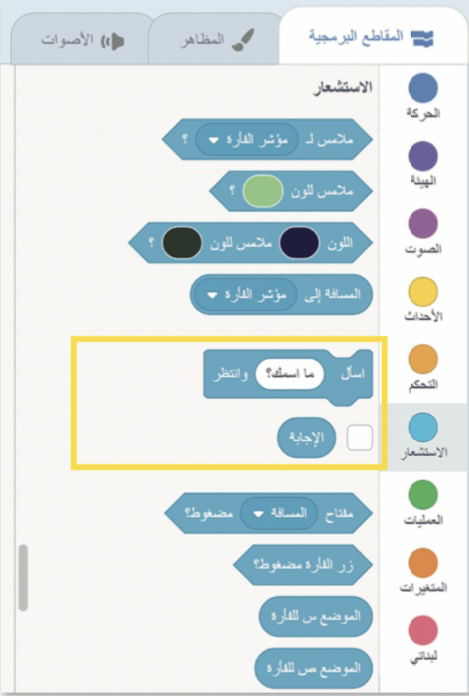 المقاطع البرمجية
المظاهر
الأصوات
الحركة
الهيئة
الصوت
الأحداث
التحكم
الاستشعار
العمليات
المتغيرات
لبناتي
الاستشعار
ملامس لـ مؤشر الفأرة ؟
ملامس للون ؟
اللون ملامس للون ؟
المسافة إلى مؤشر الفأرة
اسأل ما اسمك؟ وانتظر
الإجابة
مفتاح المسافة مضغوط؟
زر الفأرة مضغوط؟
الموضع س للفأرة
الموضع ص للفأرة